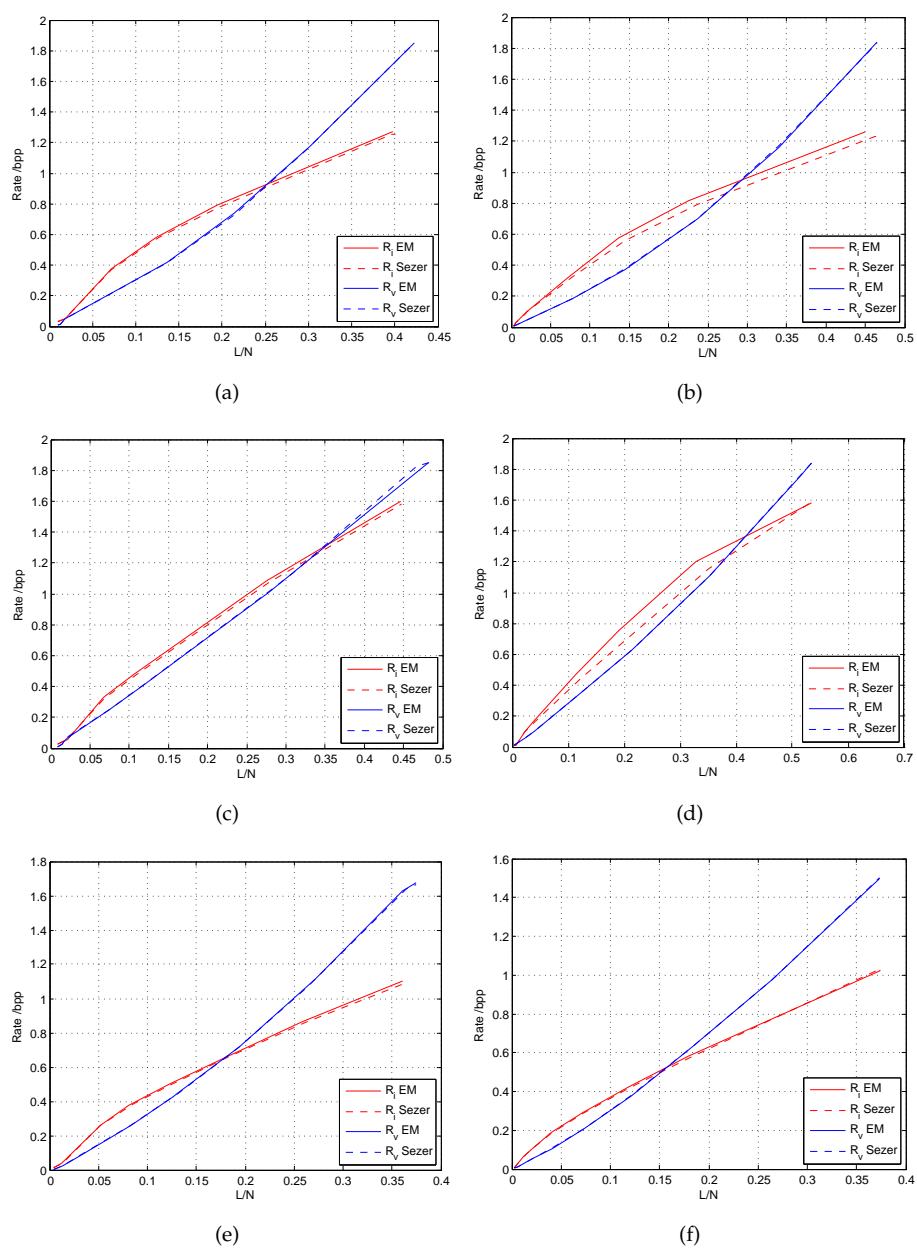 2
1.8
1.6
1.4
1.2
1
0.8
0.6
0.4
0.2
0
Rate /bpp
0 0.05 0.1 0.15 0.2 0.25 0.3 0.35 0.4 0.45
L/N
R_i EM
R_i Sezer
R_v EM
R_v Sezer
(a)
2
1.8
1.6
1.4
1.2
1
0.8
0.6
0.4
0.2
0
Rate /bpp
0 0.05 0.1 0.15 0.2 0.25 0.3 0.35 0.4 0.45 0.5
L/N
R_i EM
R_i Sezer
R_v EM
R_v Sezer
(b)
2
1.8
1.6
1.4
1.2
1
0.8
0.6
0.4
0.2
0
Rate /bpp
0 0.05 0.1 0.15 0.2 0.25 0.3 0.35 0.4 0.45 0.5
L/N
R_i EM
R_i Sezer
R_v EM
R_v Sezer
(c)
2
1.8
1.6
1.4
1.2
1
0.8
0.6
0.4
0.2
0
Rate /bpp
0 0.1 0.2 0.3 0.4 0.5 0.6 0.7
L/N
R_i EM
R_i Sezer
R_v EM
R_v Sezer
(d)
1.8
1.6
1.4
1.2
1
0.8
0.6
0.4
0.2
0
Rate /bpp
0 0.05 0.1 0.15 0.2 0.25 0.3 0.35 0.4
L/N
R_i EM
R_i Sezer
R_v EM
R_v Sezer
(e)
1.6
1.4
1.2
1
0.8
0.6
0.4
0.2
0
Rate /bpp
0 0.05 0.1 0.15 0.2 0.25 0.3 0.35 0.4
L/N
R_i EM
R_i Sezer
R_v EM
R_v Sezer
(f)